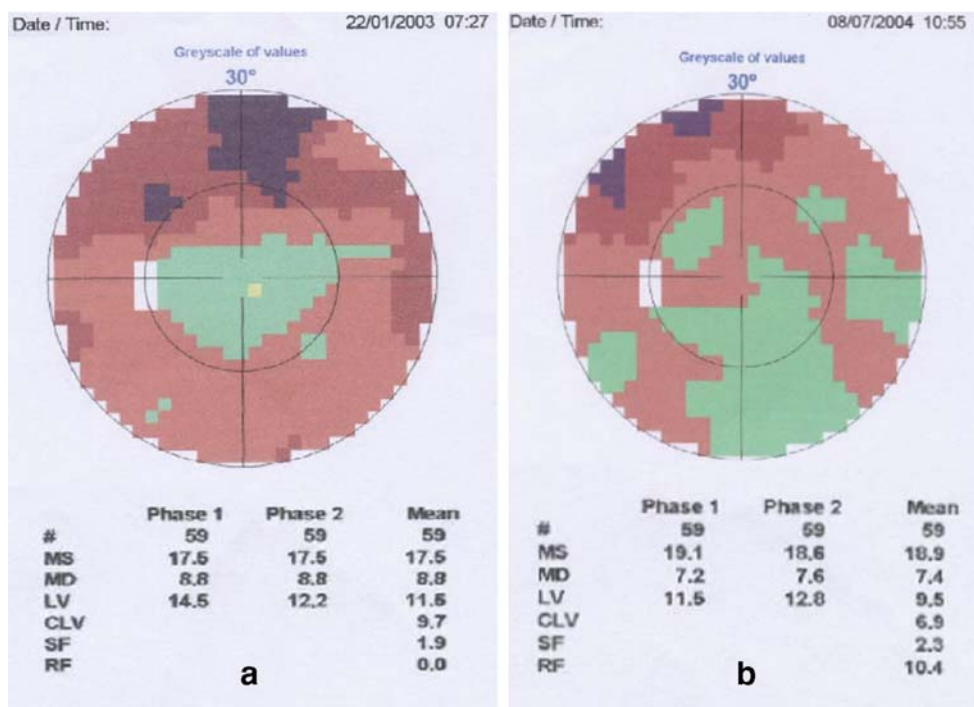 Date / Time: 22/01/2003 07:27
Greyscale of values
30°
Phase 1 Phase 2 Mean
# 59 59 59
MS 17.5 17.5 17.5
MD 8.8 8.8 8.8
LV 14.5 12.2 11.5
CLV 9.7
SF 1.9
RF 0.0
a
Date / Time: 08/07/2004 10:55
Greyscale of values
30°
Phase 1 Phase 2 Mean
# 59 59 59
MS 19.1 18.6 18.9
MD 7.2 7.6 7.4
LV 11.5 12.8 9.5
CLV 6.9
SF 2.3
RF 10.4
b